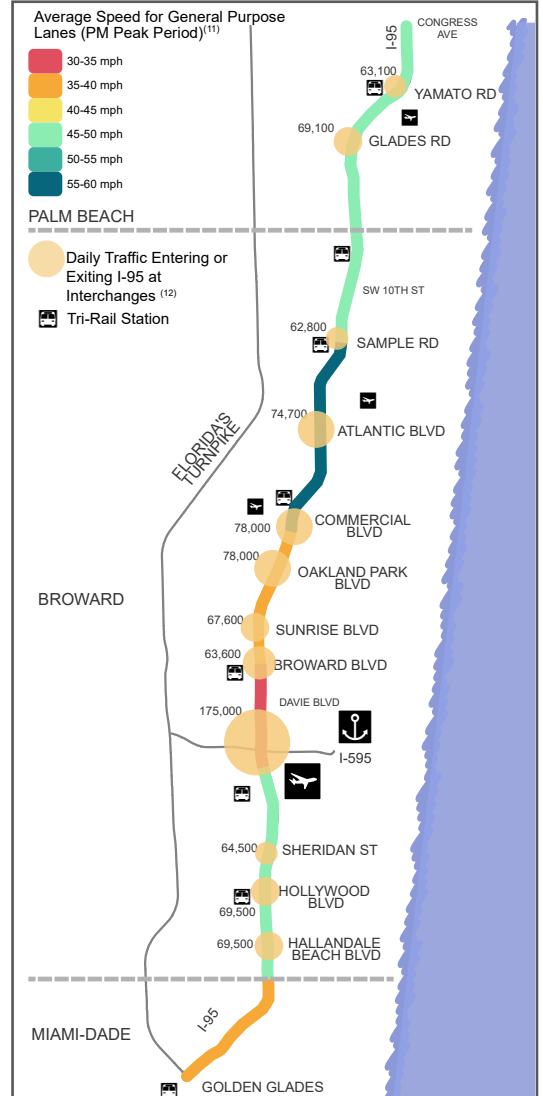 Average Speed for General Purpose
Lanes (PM Peak Period)(11)
30-35 mph
35-40 mph
40-45 mph
45-50 mph
50-55 mph
55-60 mph
I-95
CONGRESS
AVE
63,100
YAMATO RD
69,100
GLADES RD
PALM BEACH
Daily Traffic Entering or
Exiting I-95 at
Interchanges (12)
Tri-Rail Station
SW 10TH ST
62,800
SAMPLE RD
74,700
ATLANTIC BLVD
FLORIDA'S
TURNPIKE
78,000
COMMERCIAL
BLVD
78,000
OAKLAND PARK
BLVD
BROWARD
67,600
SUNRISE BLVD
63,600
BROWARD BLVD
175,000
DAVIE BLVD
I-595
64,500
SHERIDAN ST
HOLLYWOOD
BLVD
69,500
69,500
HALLANDALE
BEACH BLVD
MIAMI-DADE
I-95
GOLDEN GLADES